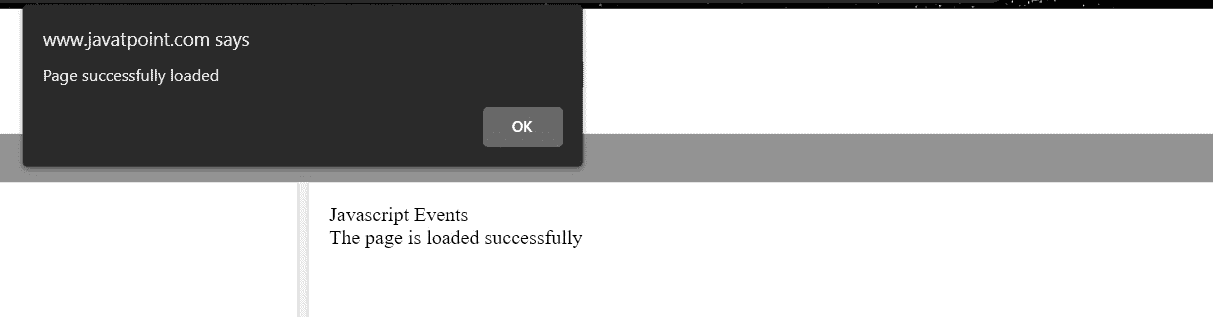 www.javatpoint.com says
Page successfully loaded
OK
Javascript Events
The page is loaded successfully